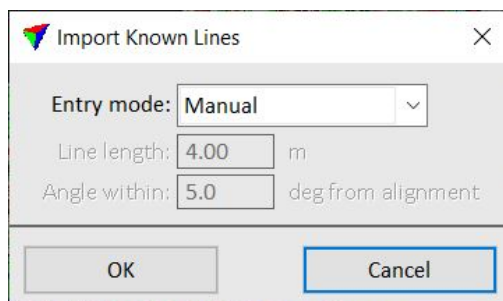 Import Known Lines
Entry mode: Manual
Line length: 4.00 m
Angle within: 5.0 deg from alignment
OK Cancel